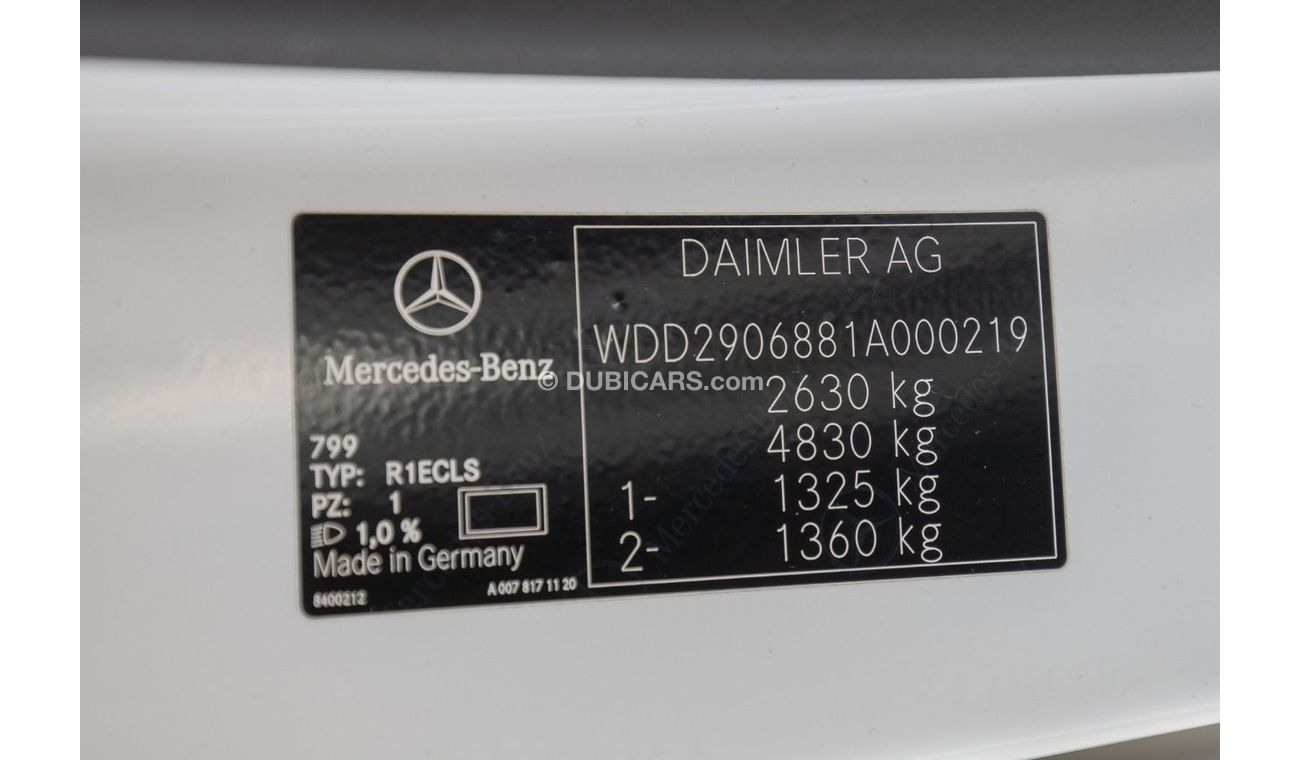 DAIMLER AG
WDD2906881A000219
2630 kg
4830 kg
1- 1325 kg
2- 1360 kg
Mercedes-Benz
© DUBICARS.com
799
TYP: R1ECLS
PZ: 1
1,0 %
Made in Germany
8400212
A 007 817 11 20